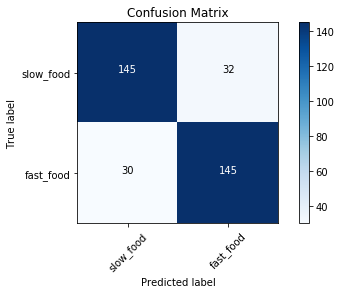 Confusion Matrix
slow_food
145
32
140
120
100
80
60
40
True label
fast_food
30
145
slow_food
fast_food
Predicted label